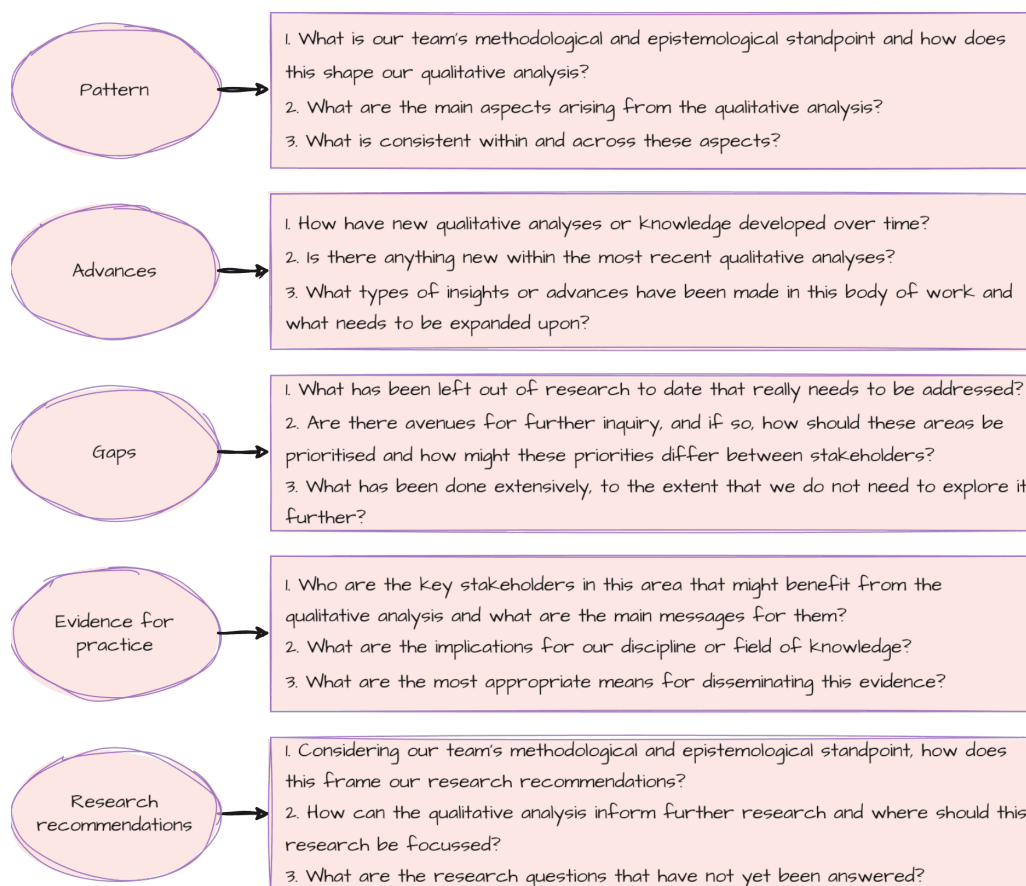 Pattern
1. What is our team's methodological and epistemological standpoint and how does
this shape our qualitative analysis?
2. What are the main aspects arising from the qualitative analysis?
3. What is consistent within and across these aspects?
Advances
1. How have new qualitative analyses or knowledge developed over time?
2. Is there anything new within the most recent qualitative analyses?
3. What types of insights or advances have been made in this body of work and
what needs to be expanded upon?
Gaps
1. What has been left out of research to date that really needs to be addressed?
2. Are there avenues for further inquiry, and if so, how should these areas be
prioritised and how might these priorities differ between stakeholders?
3. What has been done extensively, to the extent that we do not need to explore it
further?
Evidence for
practice
1. Who are the key stakeholders in this area that might benefit from the
qualitative analysis and what are the main messages for them?
2. What are the implications for our discipline or field of knowledge?
3. What are the most appropriate means for disseminating this evidence?
Research
recommendations
1. Considering our team's methodological and epistemological standpoint, how does
this frame our research recommendations?
2. How can the qualitative analysis inform further research and where should this
research be focussed?
3. What are the research questions that have not yet been answered?